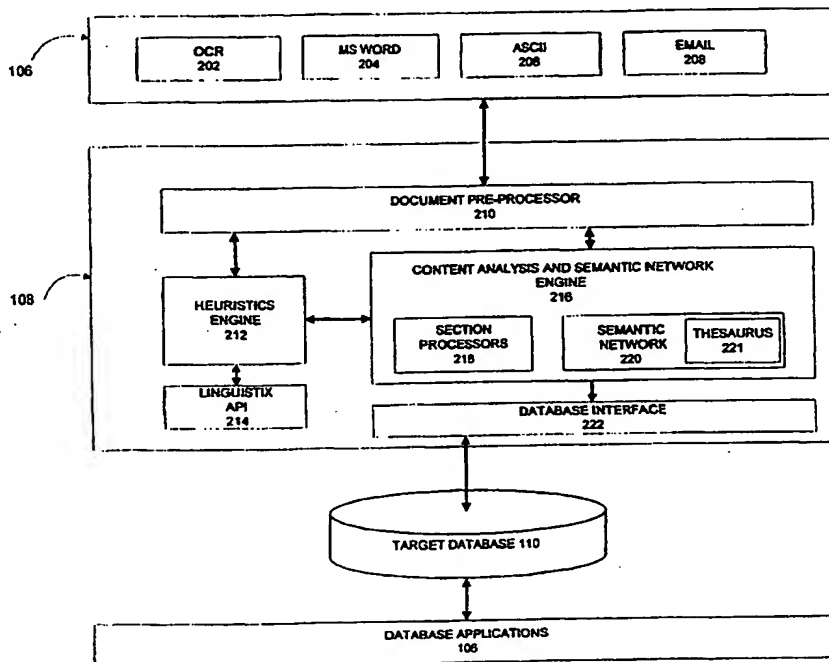 106
OCR
202
MS WORD
204
ASCII
206
EMAIL
208
108
DOCUMENT PRE-PROCESSOR
210
HEURISTICS
ENGINE
212
CONTENT ANALYSIS AND SEMANTIC NETWORK
ENGINE
216
SECTION
PROCESSORS
218
SEMANTIC
NETWORK
220
THESAURUS
221
LINGUISTIX
API
214
DATABASE INTERFACE
222
TARGET DATABASE 110
DATABASE APPLICATIONS
106